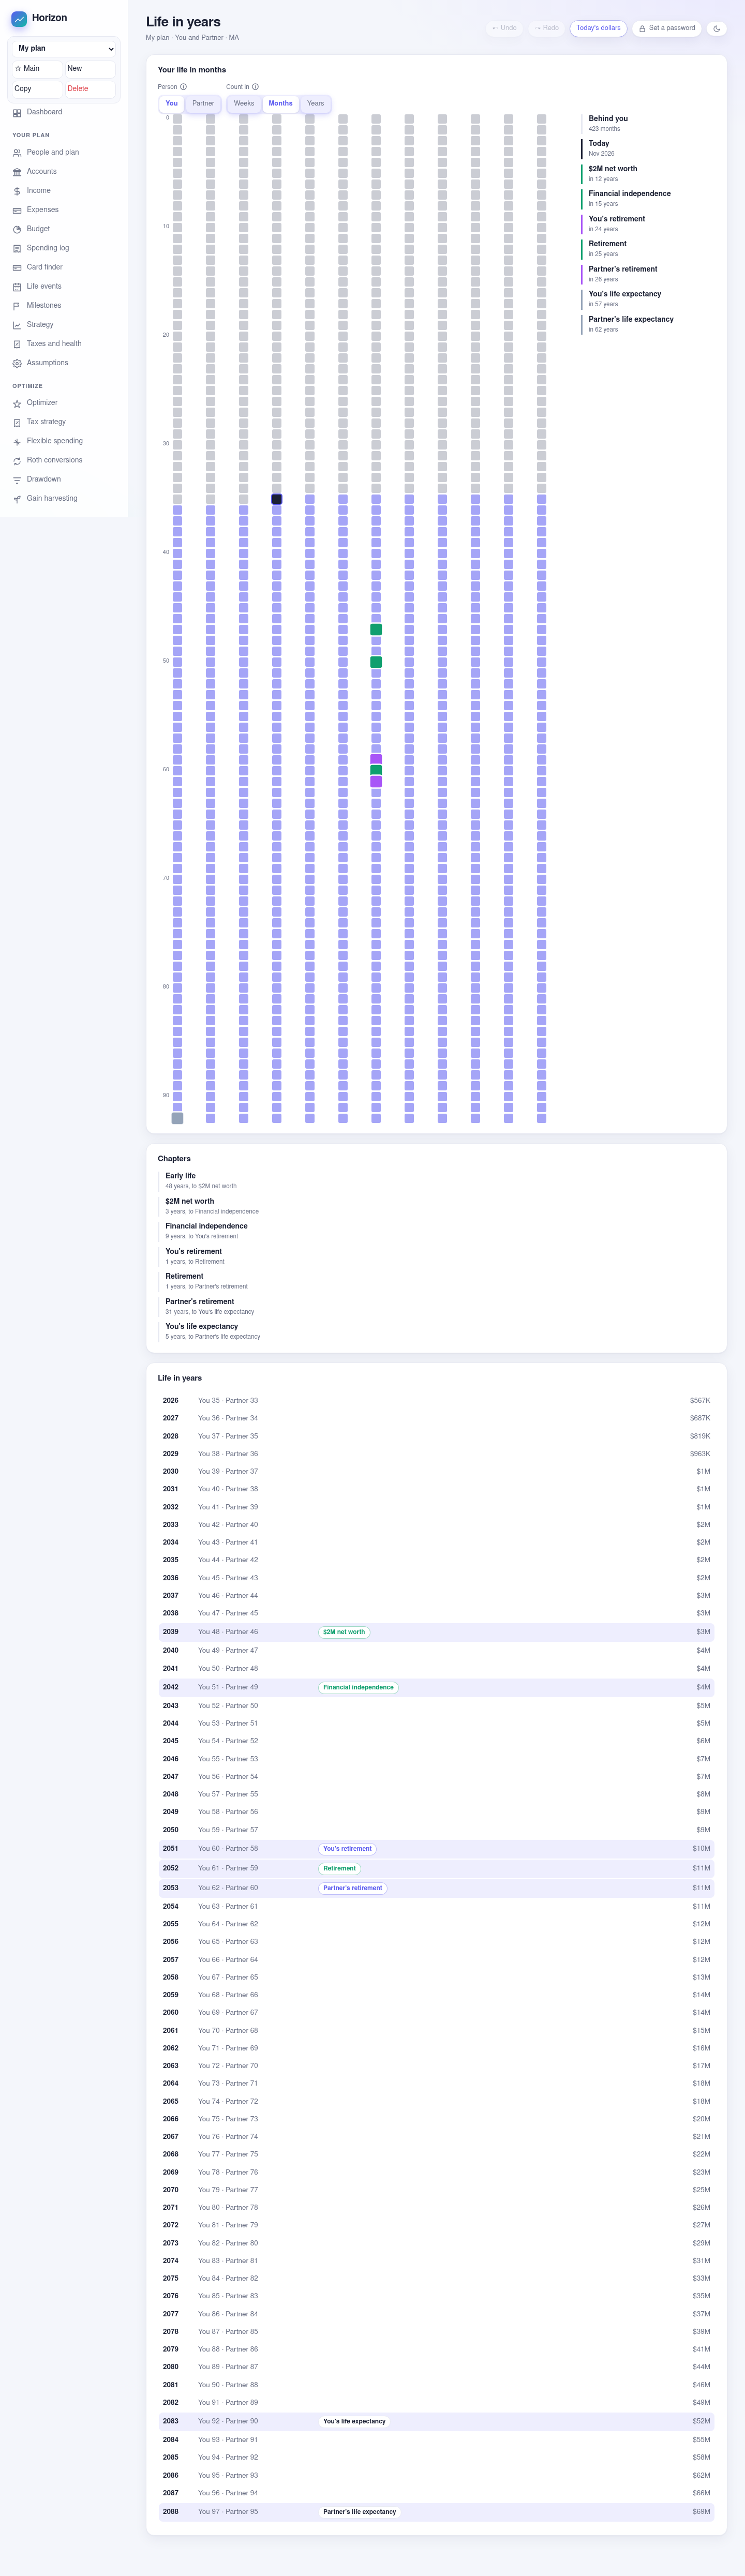 Horizon
My plan
☆ Main
New
Copy
Delete
Dashboard
YOUR PLAN
People and plan
Accounts
Income
Expenses
Budget
Spending log
Card finder
Life events
Milestones
Strategy
Taxes and health
Assumptions
OPTIMIZE
Optimizer
Tax strategy
Flexible spending
Roth conversions
Drawdown
Gain harvesting
Life in years
My plan · You and Partner · MA
← Undo
→ Redo
Today's dollars
Set a password
Your life in months
Person
Count in
You
Partner
Weeks
Months
Years
0
10
20
30
40
50
60
70
80
90
Behind you
423 months
Today
Nov 2026
$2M net worth
in 12 years
Financial independence
in 15 years
You's retirement
in 24 years
Retirement
in 25 years
Partner's retirement
in 26 years
You's life expectancy
in 57 years
Partner's life expectancy
in 62 years
Chapters
Early life
48 years, to $2M net worth
$2M net worth
3 years, to Financial independence
Financial independence
9 years, to You's retirement
You's retirement
1 years, to Retirement
Retirement
1 years, to Partner's retirement
Partner's retirement
31 years, to You's life expectancy
You's life expectancy
5 years, to Partner's life expectancy
Life in years
2026 You 35 · Partner 33 $567K
2027 You 36 · Partner 34 $687K
2028 You 37 · Partner 35 $819K
2029 You 38 · Partner 36 $963K
2030 You 39 · Partner 37 $1M
2031 You 40 · Partner 38 $1M
2032 You 41 · Partner 39 $1M
2033 You 42 · Partner 40 $2M
2034 You 43 · Partner 41 $2M
2035 You 44 · Partner 42 $2M
2036 You 45 · Partner 43 $2M
2037 You 46 · Partner 44 $3M
2038 You 47 · Partner 45 $3M
2039 You 48 · Partner 46 $2M net worth $3M
2040 You 49 · Partner 47 $4M
2041 You 50 · Partner 48 $4M
2042 You 51 · Partner 49 Financial independence $4M
2043 You 52 · Partner 50 $5M
2044 You 53 · Partner 51 $5M
2045 You 54 · Partner 52 $6M
2046 You 55 · Partner 53 $7M
2047 You 56 · Partner 54 $7M
2048 You 57 · Partner 55 $8M
2049 You 58 · Partner 56 $9M
2050 You 59 · Partner 57 $9M
2051 You 60 · Partner 58 You's retirement $10M
2052 You 61 · Partner 59 Retirement $11M
2053 You 62 · Partner 60 Partner's retirement $11M
2054 You 63 · Partner 61 $11M
2055 You 64 · Partner 62 $12M
2056 You 65 · Partner 63 $12M
2057 You 66 · Partner 64 $12M
2058 You 67 · Partner 65 $13M
2059 You 68 · Partner 66 $14M
2060 You 69 · Partner 67 $14M
2061 You 70 · Partner 68 $15M
2062 You 71 · Partner 69 $16M
2063 You 72 · Partner 70 $17M
2064 You 73 · Partner 71 $18M
2065 You 74 · Partner 72 $18M
2066 You 75 · Partner 73 $20M
2067 You 76 · Partner 74 $21M
2068 You 77 · Partner 75 $22M
2069 You 78 · Partner 76 $23M
2070 You 79 · Partner 77 $25M
2071 You 80 · Partner 78 $26M
2072 You 81 · Partner 79 $27M
2073 You 82 · Partner 80 $29M
2074 You 83 · Partner 81 $31M
2075 You 84 · Partner 82 $33M
2076 You 85 · Partner 83 $35M
2077 You 86 · Partner 84 $37M
2078 You 87 · Partner 85 $39M
2079 You 88 · Partner 86 $41M
2080 You 89 · Partner 87 $44M
2081 You 90 · Partner 88 $46M
2082 You 91 · Partner 89 $49M
2083 You 92 · Partner 90 You's life expectancy $52M
2084 You 93 · Partner 91 $55M
2085 You 94 · Partner 92 $58M
2086 You 95 · Partner 93 $62M
2087 You 96 · Partner 94 $66M
2088 You 97 · Partner 95 Partner's life expectancy $69M